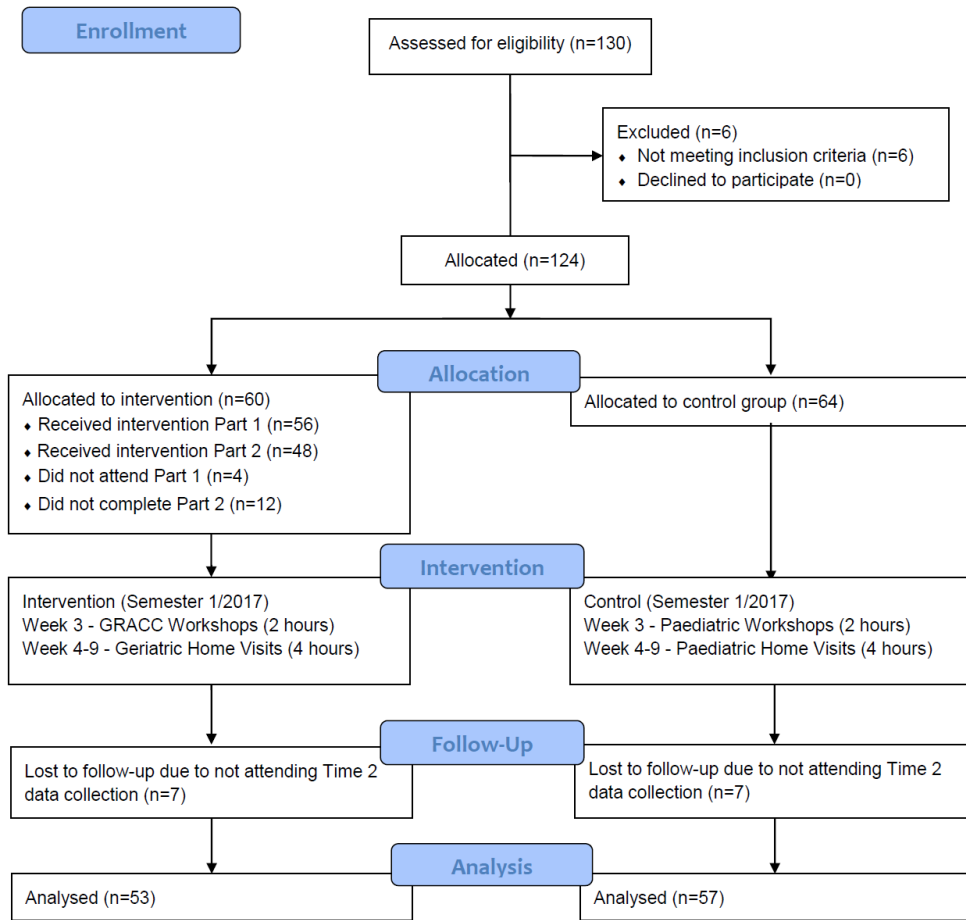 Enrollment
Assessed for eligibility (n=130)
Excluded (n=6)
⬧ Not meeting inclusion criteria (n=6)
⬧ Declined to participate (n=0)
Allocated (n=124)
Allocation
Allocated to intervention (n=60)
⬧ Received intervention Part 1 (n=56)
⬧ Received intervention Part 2 (n=48)
⬧ Did not attend Part 1 (n=4)
⬧ Did not complete Part 2 (n=12)
Allocated to control group (n=64)
Intervention
Intervention (Semester 1/2017)
Week 3 - GRACC Workshops (2 hours)
Week 4-9 - Geriatric Home Visits (4 hours)
Control (Semester 1/2017)
Week 3 - Paediatric Workshops (2 hours)
Week 4-9 - Paediatric Home Visits (4 hours)
Follow-Up
Lost to follow-up due to not attending Time 2
data collection (n=7)
Lost to follow-up due to not attending Time 2
data collection (n=7)
Analysis
Analysed (n=53)
Analysed (n=57)